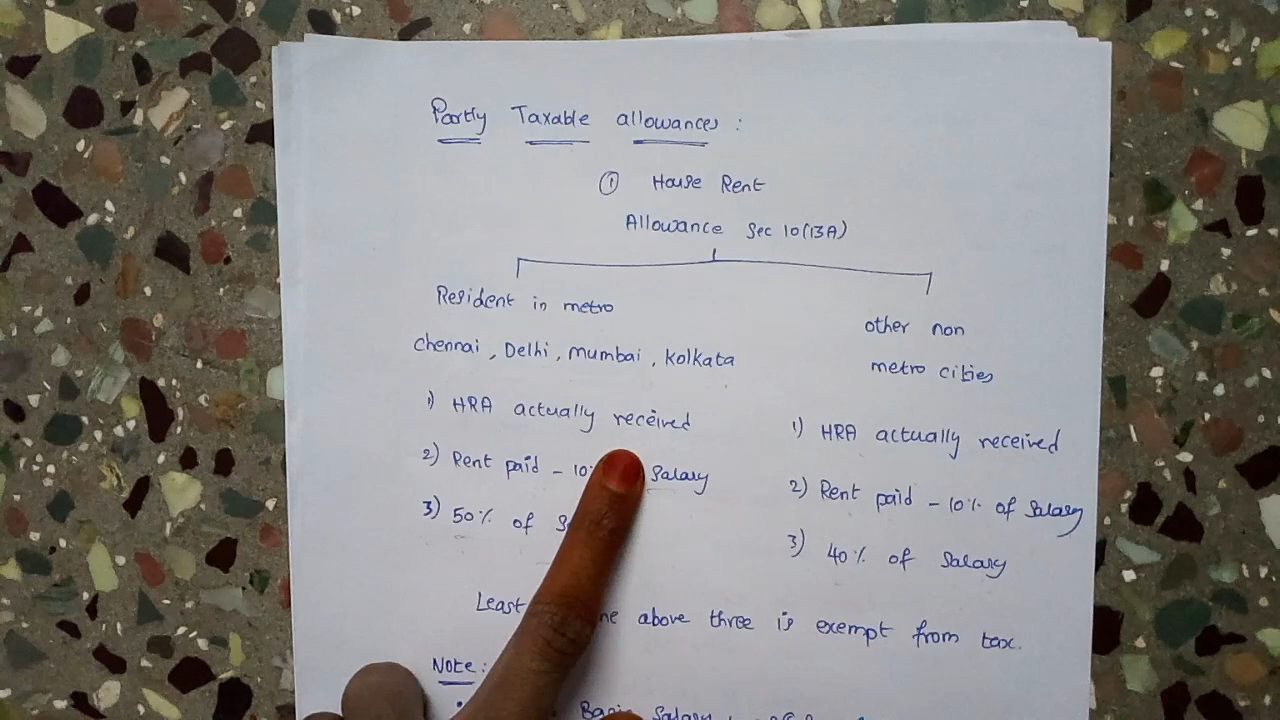 Partly Taxable allowances :
① House Rent
Allowance Sec 10(13A)
Resident in metro
Chennai, Delhi, Mumbai, Kolkata
1) HRA actually received
2) Rent paid - 10% Salary
3) 50% of
other non
metro cities
1) HRA actually received
2) Rent paid - 10% of Salary
3) 40% of Salary
Least above three is exempt from tax.
Note:
Basic Salary